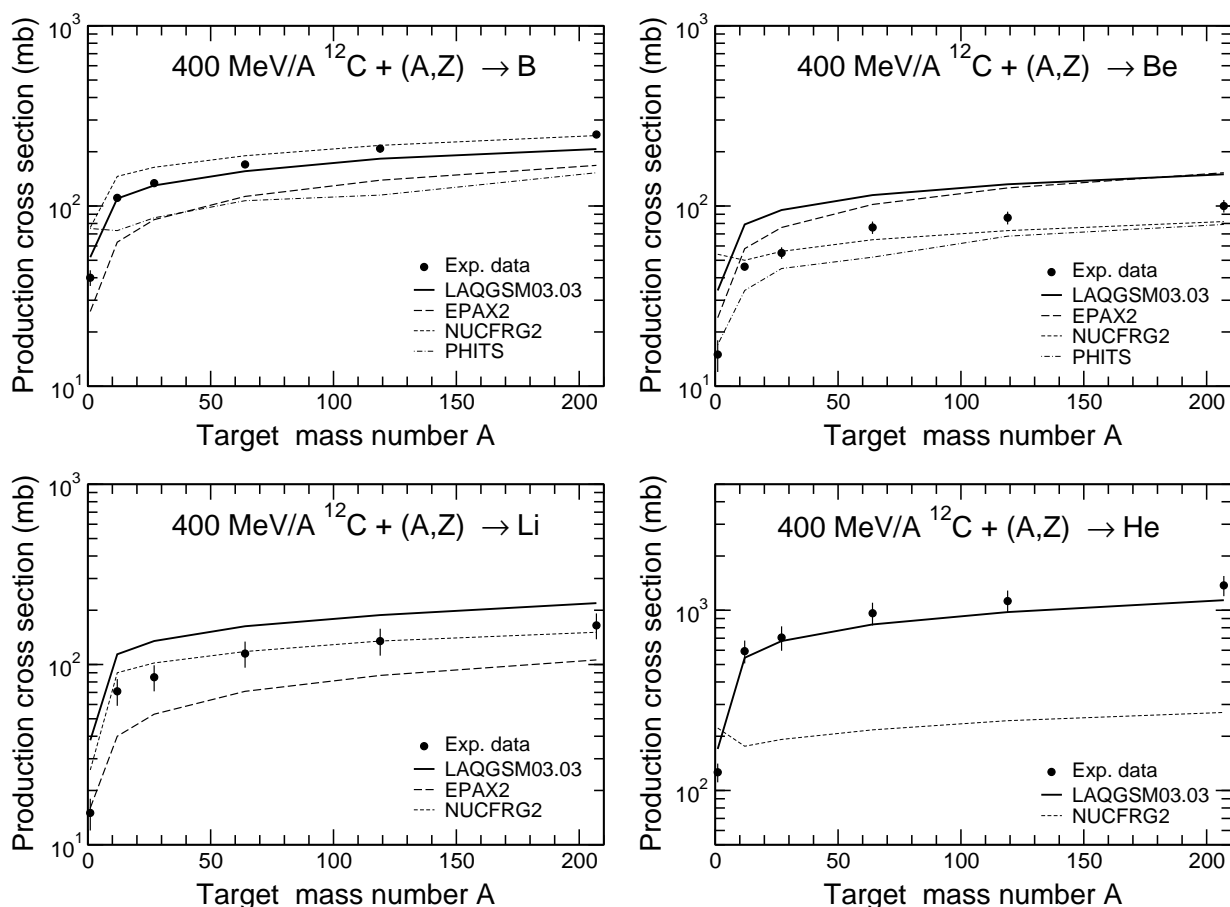 400 MeV/A ¹²C + (A,Z) → B
Production cross section (mb)
10³
10²
10¹
Exp. data
LAQGSM03.03
EPAX2
NUCFRG2
PHITS
0 50 100 150 200
Target mass number A
400 MeV/A ¹²C + (A,Z) → Be
Production cross section (mb)
10³
10²
10¹
Exp. data
LAQGSM03.03
EPAX2
NUCFRG2
PHITS
0 50 100 150 200
Target mass number A
400 MeV/A ¹²C + (A,Z) → Li
Production cross section (mb)
10³
10²
10¹
Exp. data
LAQGSM03.03
EPAX2
NUCFRG2
0 50 100 150 200
Target mass number A
400 MeV/A ¹²C + (A,Z) → He
Production cross section (mb)
10³
10²
Exp. data
LAQGSM03.03
NUCFRG2
0 50 100 150 200
Target mass number A